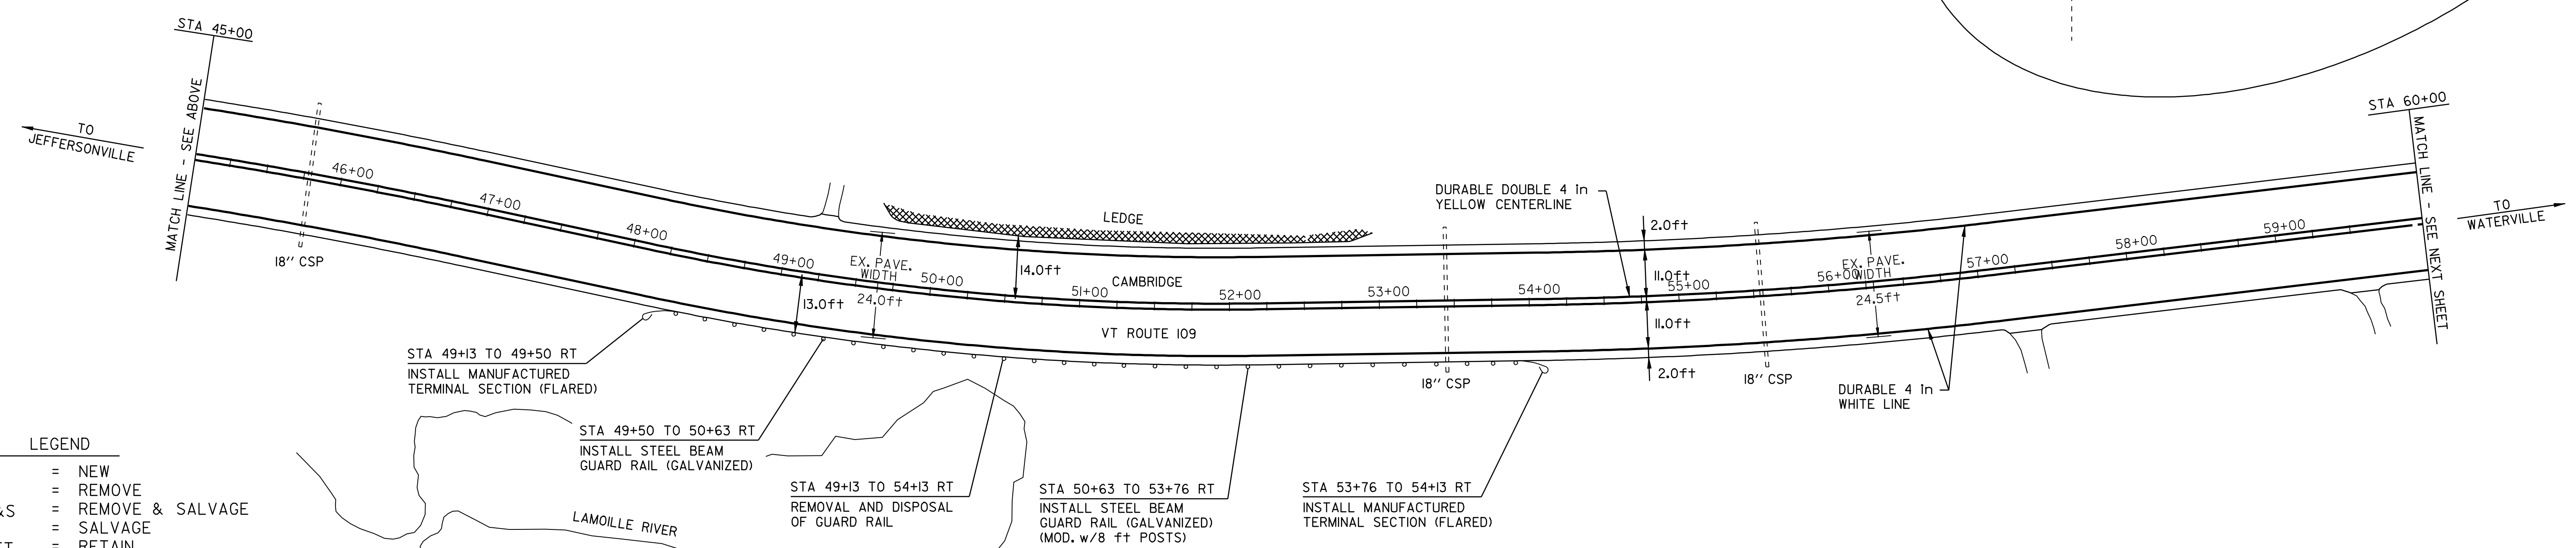 STA 45+00
MATCH LINE - SEE ABOVE
TO
JEFFERSONVILLE
18" CSP
46+00
47+00
48+00
49+00
50+00
51+00
52+00
53+00
54+00
55+00
56+00
57+00
58+00
59+00
EX. PAVE.
WIDTH
24.0ft
13.0ft
14.0ft
LEDGE
CAMBRIDGE
VT ROUTE 109
DURABLE DOUBLE 4 in
YELLOW CENTERLINE
2.0ft
11.0ft
11.0ft
2.0ft
18" CSP
18" CSP
EX. PAVE.
WIDTH
24.5ft
DURABLE 4 in
WHITE LINE
STA 60+00
MATCH LINE - SEE NEXT SHEET
TO
WATERVILLE
STA 49+13 TO 49+50 RT
INSTALL MANUFACTURED
TERMINAL SECTION (FLARED)
STA 49+50 TO 50+63 RT
INSTALL STEEL BEAM
GUARD RAIL (GALVANIZED)
STA 49+13 TO 54+13 RT
REMOVAL AND DISPOSAL
OF GUARD RAIL
STA 50+63 TO 53+76 RT
INSTALL STEEL BEAM
GUARD RAIL (GALVANIZED)
(MOD. w/8 ft POSTS)
STA 53+76 TO 54+13 RT
INSTALL MANUFACTURED
TERMINAL SECTION (FLARED)
LAMOILLE RIVER
LEGEND
= NEW
= REMOVE
&S = REMOVE & SALVAGE
= SALVAGE
= RETAIN